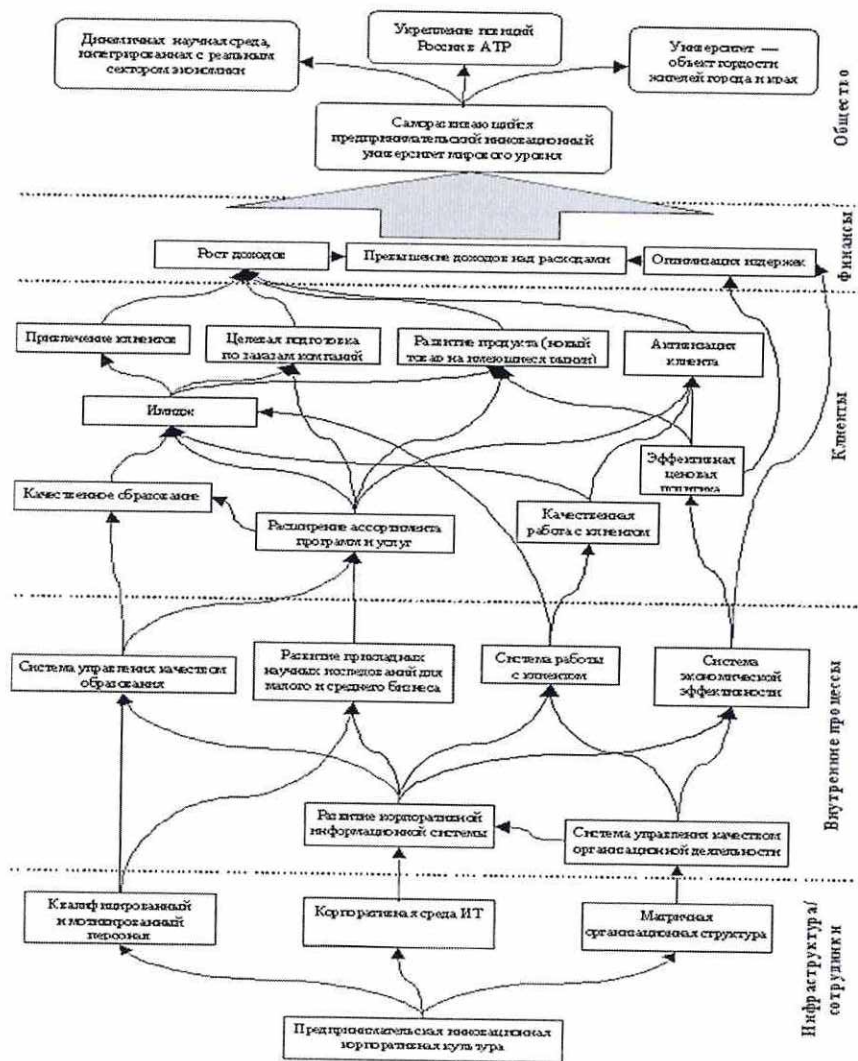 Динамичная научная среда,
интегрированная с реальным
сектором экономики
Укрепление позиций
России в АТР
Университет —
объект гордости
жителей города и края
Саморазвивающийся
предпринимательский инновационный
университет мирового уровня
Общество
Рост доходов
Превышение доходов над расходами
Оптимизация издержек
Финансы
Привлечение клиентов
Целевая подготовка
по заказам компаний
Развитие продукта (новый
товар на имеющиеся рынки)
Активизация
клиента
Имидж
Эффективная
ценовая
политика
Качественное образование
Расширение ассортимента
программ и услуг
Качественная
работа с клиентом
Клиенты
Система управления качеством
образования
Развитие прикладных
научных исследований для
малого и среднего бизнеса
Система работы
с клиентом
Система
экономической
эффективности
Развитие корпоративной
информационной системы
Система управления качеством
организационной деятельности
Внутренние процессы
Квалифицированный
и мотивированный
персонал
Корпоративная среда ИТ
Матричная
организационная структура
Предпринимательская инновационная
корпоративная культура
Инфраструктура/
сотрудники